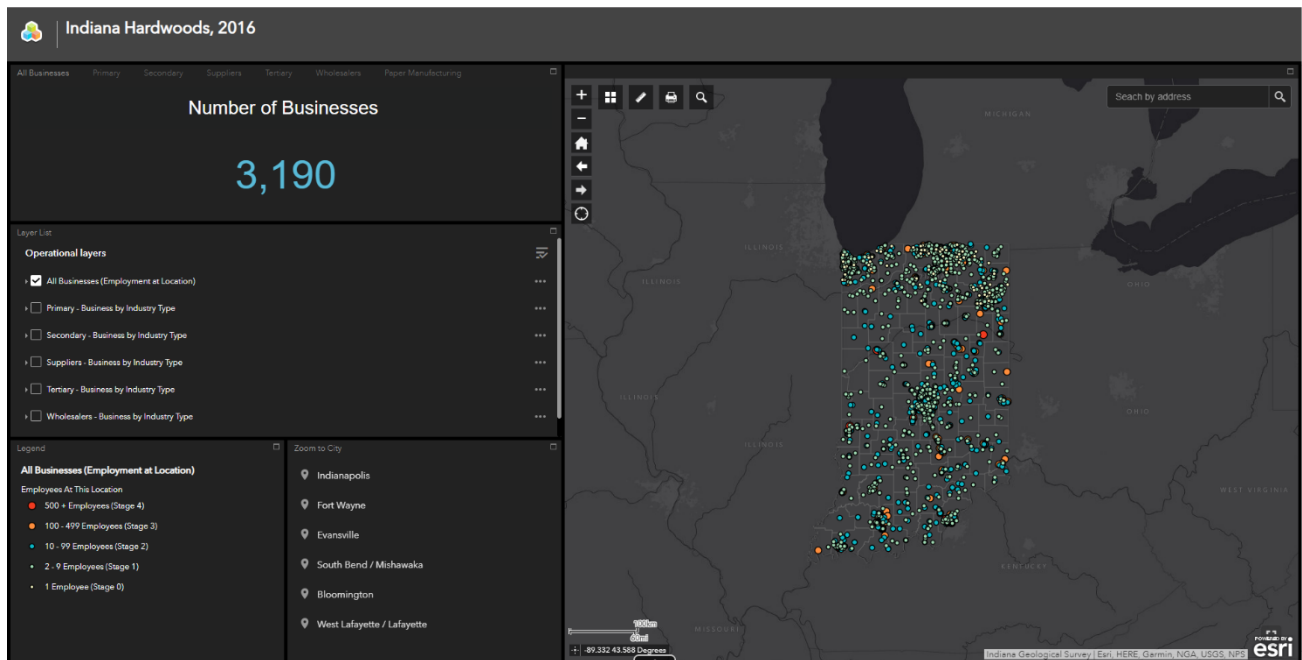 Indiana Hardwoods, 2016
All Businesses Primary Secondary Suppliers Tertiary Wholesalers Paper Manufacturing
Number of Businesses
3,190
Layer List
Operational layers
All Businesses (Employment at Location)
Primary - Business by Industry Type
Secondary - Business by Industry Type
Suppliers - Business by Industry Type
Tertiary - Business by Industry Type
Wholesalers - Business by Industry Type
Legend
All Businesses (Employment at Location)
Employees At This Location
500 + Employees (Stage 4)
100 - 499 Employees (Stage 3)
10 - 99 Employees (Stage 2)
2 - 9 Employees (Stage 1)
1 Employee (Stage 0)
Zoom to City
Indianapolis
Fort Wayne
Evansville
South Bend / Mishawaka
Bloomington
West Lafayette / Lafayette
Seach by address
MICHIGAN
ILLINOIS
ILLINOIS
OHIO
ILLINOIS
OHIO
ILLINOIS
WEST VIRGINIA
KENTUCKY
MISSOURI
100km
60mi
-89.332 43.588 Degrees
Indiana Geological Survey | Esri, HERE, Garmin, NGA, USGS, NPS
POWERED BY
esri